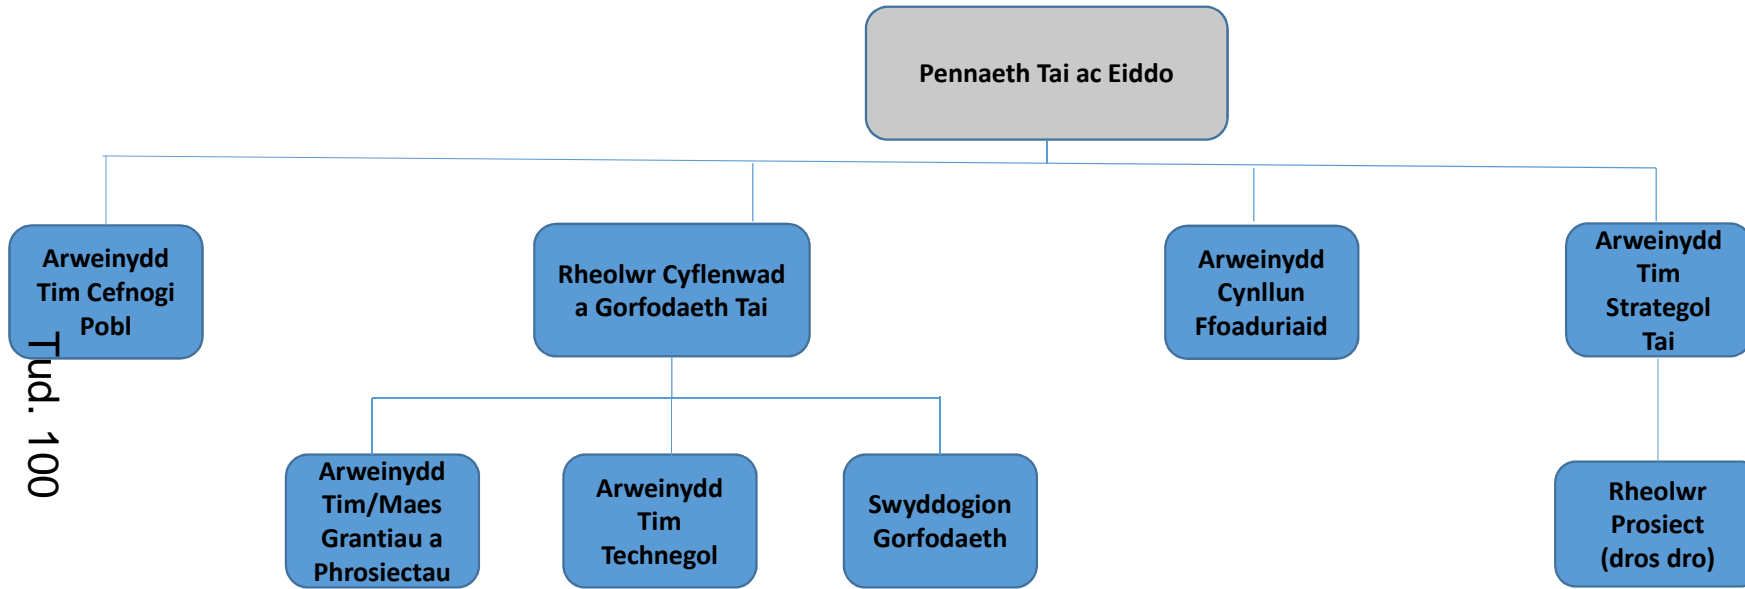 Pennaeth Tai ac Eiddo
Arweinydd
Tim Cefnogi
Pobl
Rheolwr Cyflenwad
a Gorfodaeth Tai
Arweinydd
Cynllun
Ffoaduriaid
Arweinydd
Tim
Strategol
Tai
Arweinydd
Tim/Maes
Grantiau a
Phrosiectau
Arweinydd
Tim
Technegol
Swyddogion
Gorfodaeth
Rheolwr
Prosiect
(dros dro)
Tud. 100